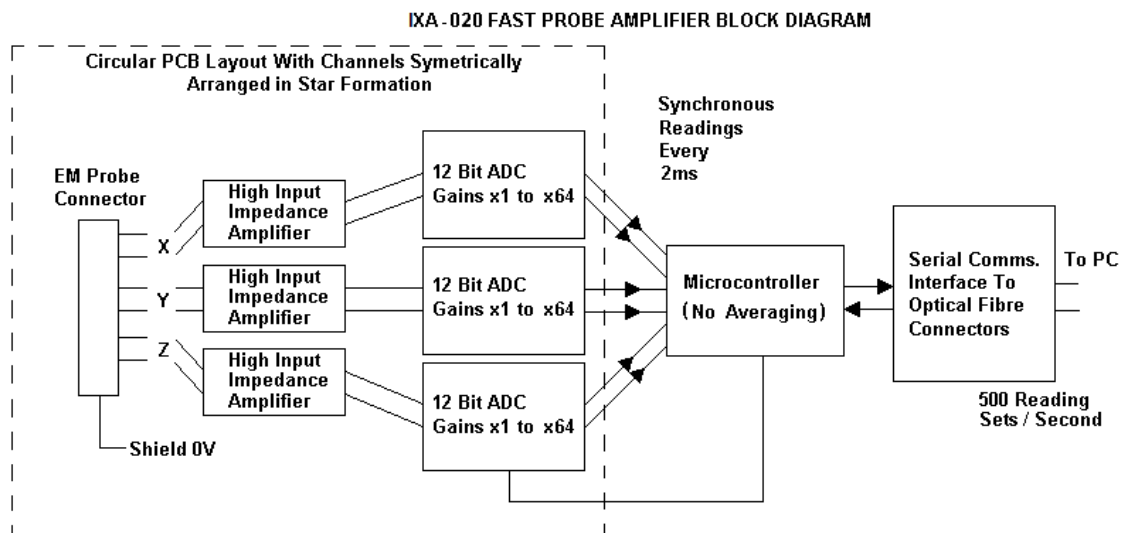 IXA-020 FAST PROBE AMPLIFIER BLOCK DIAGRAM
Circular PCB Layout With Channels Symetrically
Arranged in Star Formation
EM Probe
Connector
X
Y
Z
Shield 0V
High Input
Impedance
Amplifier
High Input
Impedance
Amplifier
High Input
Impedance
Amplifier
12 Bit ADC
Gains x1 to x64
12 Bit ADC
Gains x1 to x64
12 Bit ADC
Gains x1 to x64
Synchronous
Readings
Every
2ms
Microcontroller
(No Averaging)
Serial Comms.
Interface To
Optical Fibre
Connectors
To PC
500 Reading
Sets / Second